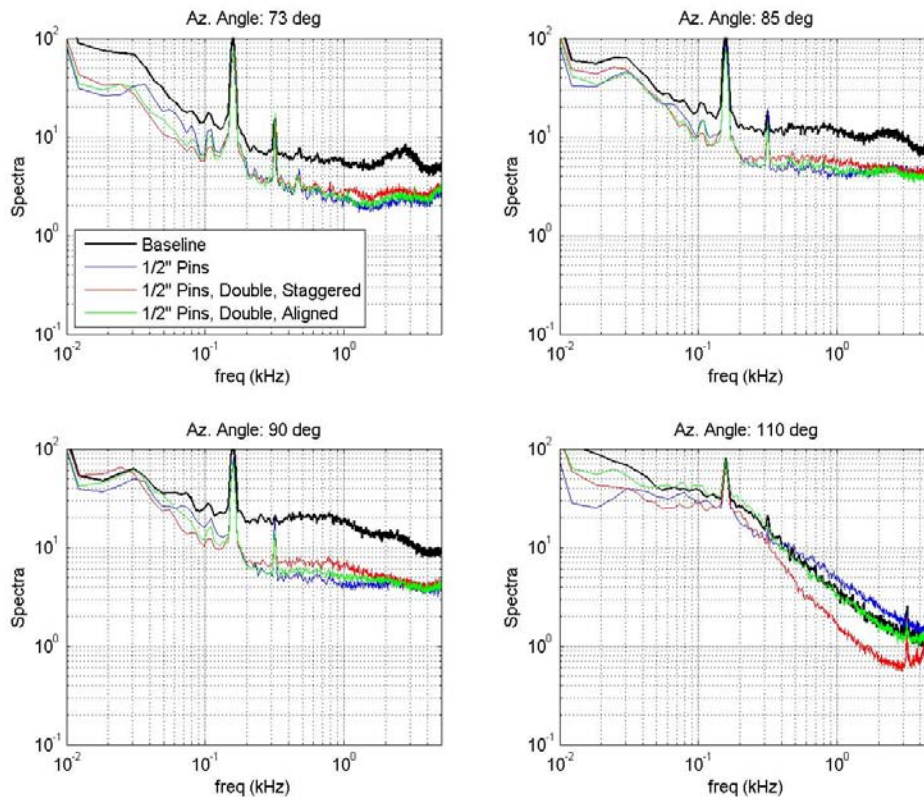 Az. Angle: 73 deg
10^2
10^1
10^0
10^-1
Spectra
Baseline
1/2" Pins
1/2" Pins, Double, Staggered
1/2" Pins, Double, Aligned
10^-2
10^-1
10^0
freq (kHz)
Az. Angle: 85 deg
10^2
10^1
10^0
10^-1
Spectra
10^-2
10^-1
10^0
freq (kHz)
Az. Angle: 90 deg
10^2
10^1
10^0
10^-1
Spectra
10^-2
10^-1
10^0
freq (kHz)
Az. Angle: 110 deg
10^2
10^1
10^0
10^-1
Spectra
10^-2
10^-1
10^0
freq (kHz)